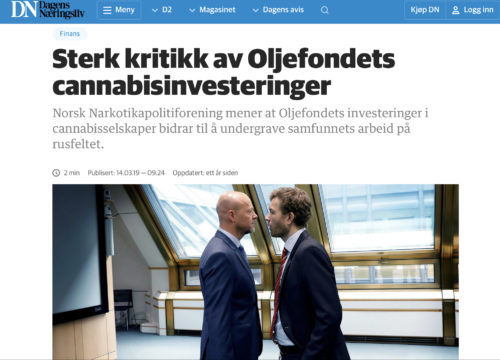 DN Dagens Næringsliv
Meny
D2
Magasinet
Dagens avis
Kjøp DN
Logg inn
Finans
Sterk kritikk av Oljefondets
cannabisinvesteringer
Norsk Narkotikapolitiforening mener at Oljefondets investeringer i
cannabisselskaper bidrar til å undergrave samfunnets arbeid på
rusfeltet.
2 min Publisert: 14.03.19 — 09:24 Oppdatert: ett år siden